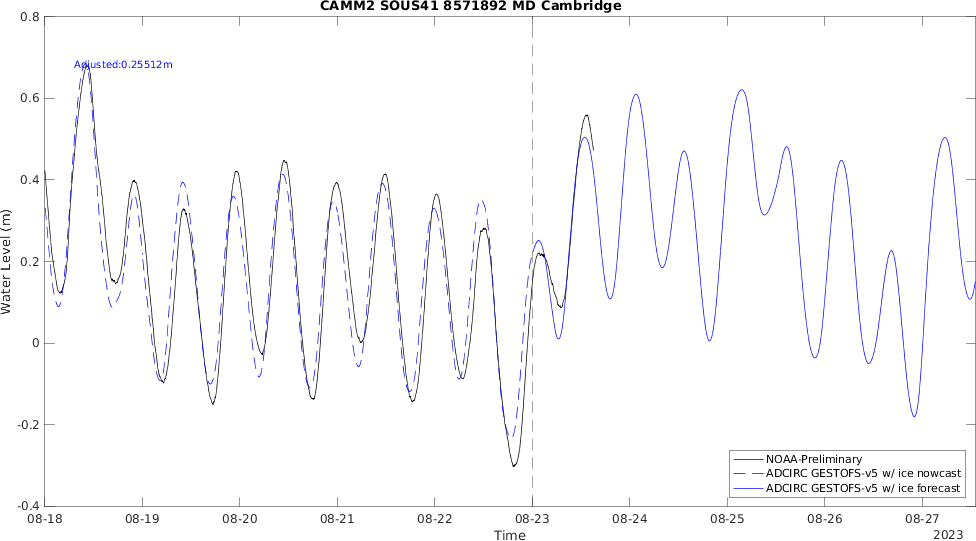 CAMM2 SOUS41 8571892 MD Cambridge
Adjusted:0.25512m
Water Level (m)
0.8
0.6
0.4
0.2
0
-0.2
-0.4
NOAA-Preliminary
ADCIRC GESTOFS-v5 w/ ice nowcast
ADCIRC GESTOFS-v5 w/ ice forecast
08-18 08-19 08-20 08-21 08-22 08-23 08-24 08-25 08-26 08-27
Time
2023